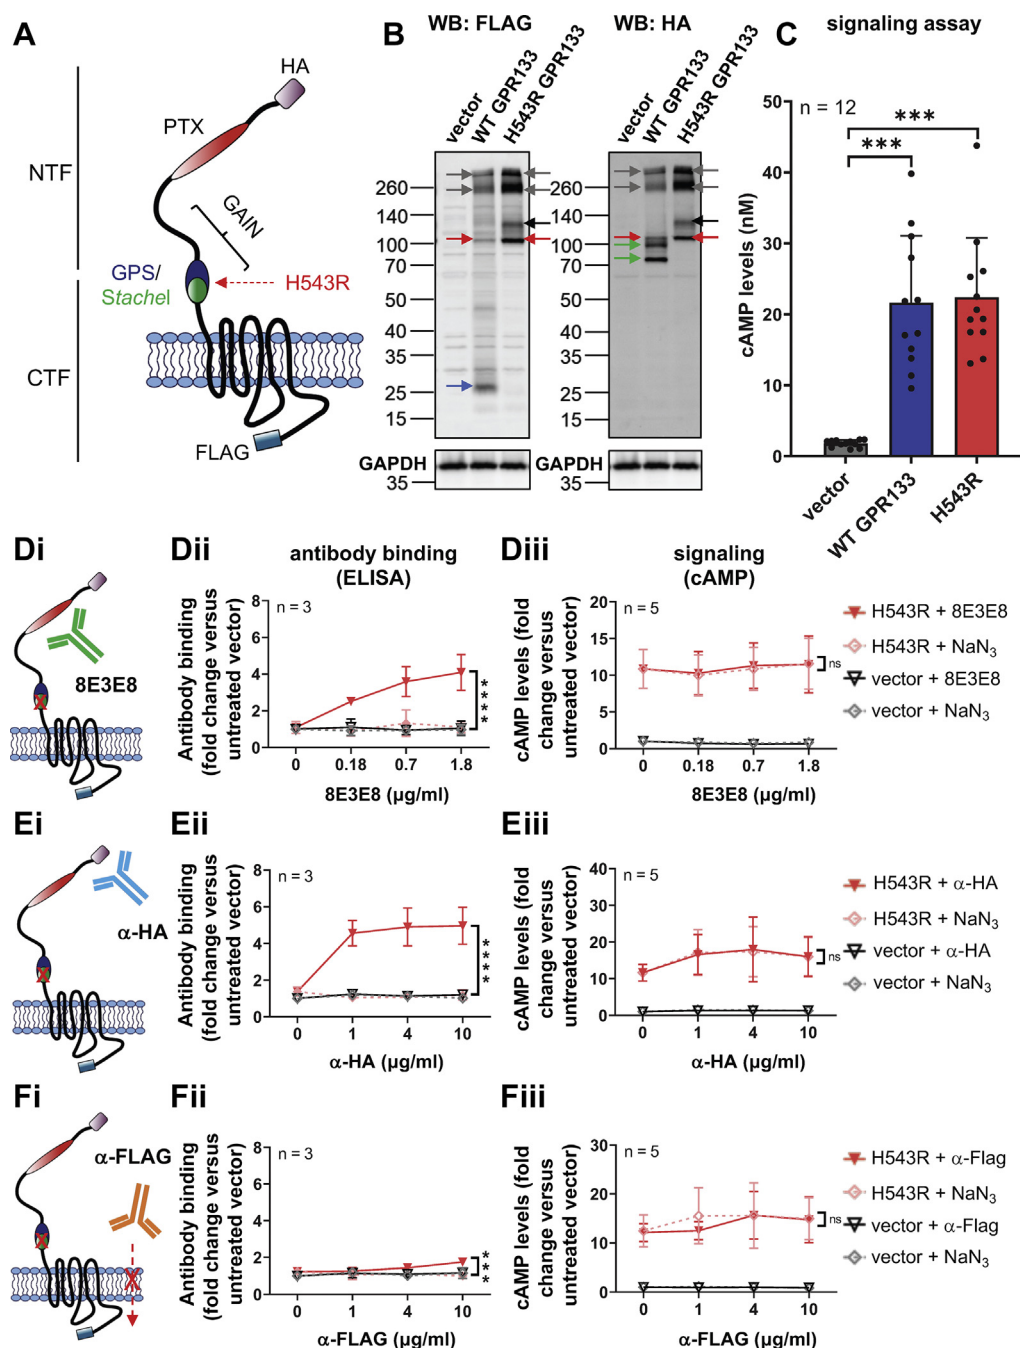 A
HA
PTX
NTF
GAIN
GPS/
Stachel
H543R
CTF
FLAG
B
WB: FLAG
WB: HA
vector
WT GPR133
H543R GPR133
vector
WT GPR133
H543R GPR133
260
140
100
70
50
40
35
25
15
260
140
100
70
50
40
35
25
15
GAPDH
35
GAPDH
35
C
signaling assay
n = 12
***
***
cAMP levels (nM)
50
40
30
20
10
0
vector
WT GPR133
H543R
Di
8E3E8
Dii
antibody binding
(ELISA)
Antibody binding
(fold change versus
untreated vector)
n = 3
8
6
4
2
0
****
0 0.18 0.7 1.8
8E3E8 (µg/ml)
Diii
signaling
(cAMP)
cAMP levels (fold
change versus
untreated vector)
n = 5
20
15
10
5
0
ns
0 0.18 0.7 1.8
8E3E8 (µg/ml)
H543R + 8E3E8
H543R + NaN3
vector + 8E3E8
vector + NaN3
Ei
α-HA
Eii
Antibody binding
(fold change versus
untreated vector)
n = 3
8
6
4
2
0
****
0 1 4 10
α-HA (µg/ml)
Eiii
cAMP levels (fold
change versus
untreated vector)
n = 5
40
30
20
10
0
ns
0 1 4 10
α-HA (µg/ml)
H543R + α-HA
H543R + NaN3
vector + α-HA
vector + NaN3
Fi
α-FLAG
Fii
Antibody binding
(fold change versus
untreated vector)
n = 3
8
6
4
2
0
***
0 1 4 10
α-FLAG (µg/ml)
Fiii
cAMP levels (fold
change versus
untreated vector)
n = 5
30
20
10
0
ns
0 1 4 10
α-FLAG (µg/ml)
H543R + α-Flag
H543R + NaN3
vector + α-Flag
vector + NaN3